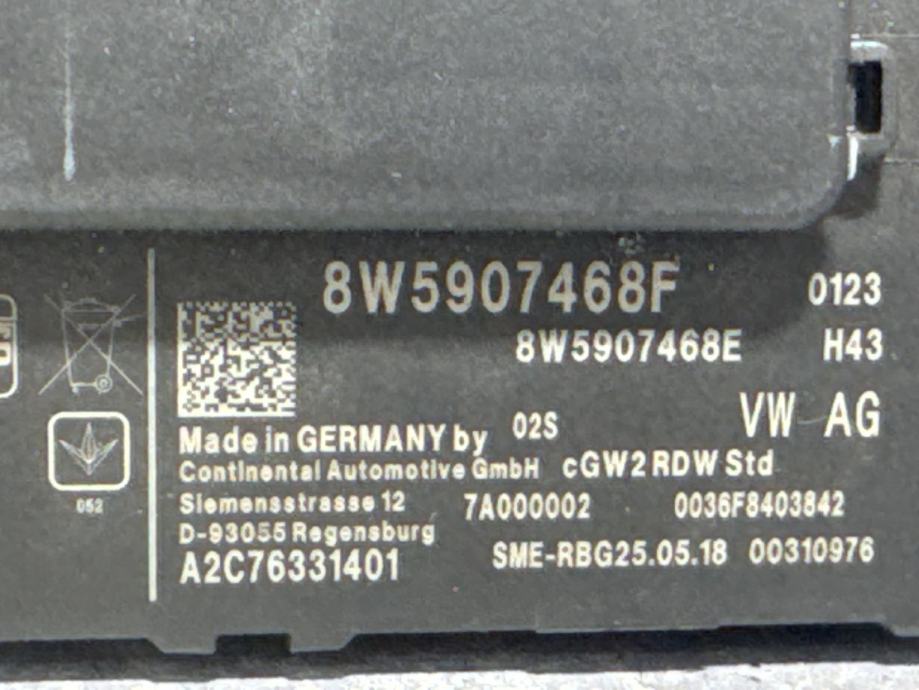 8W5907468F 0123
8W5907468E H43
VW AG
Made in GERMANY by 02S
Continental Automotive GmbH cGW2 RDW Std
Siemensstrasse 12 7A000002 0036F8403842
D-93055 Regensburg
A2C76331401 SME-RBG25.05.18 00310976
052